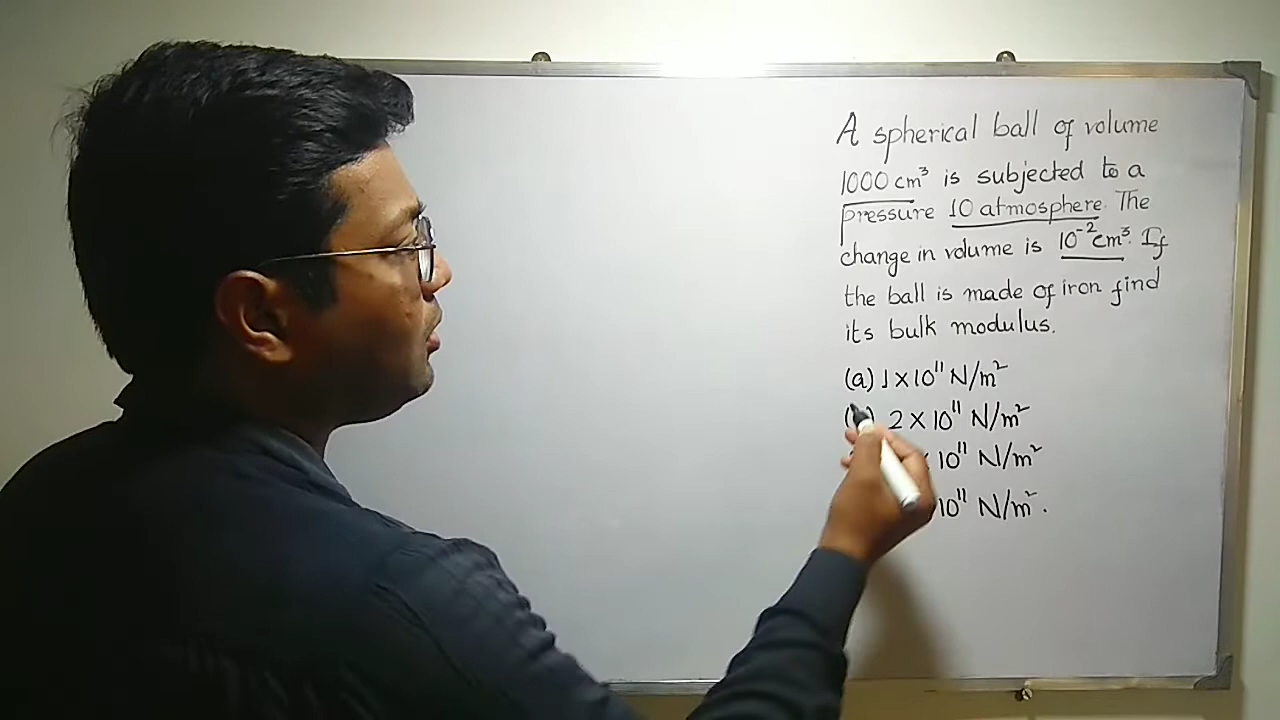 A spherical ball of volume
1000 cm³ is subjected to a
pressure 10 atmosphere. The
change in volume is 10⁻² cm³. If
the ball is made of iron find
its bulk modulus.
(a) 1 × 10¹¹ N/m²
( ) 2 × 10¹¹ N/m²
× 10¹¹ N/m²
10¹¹ N/m².